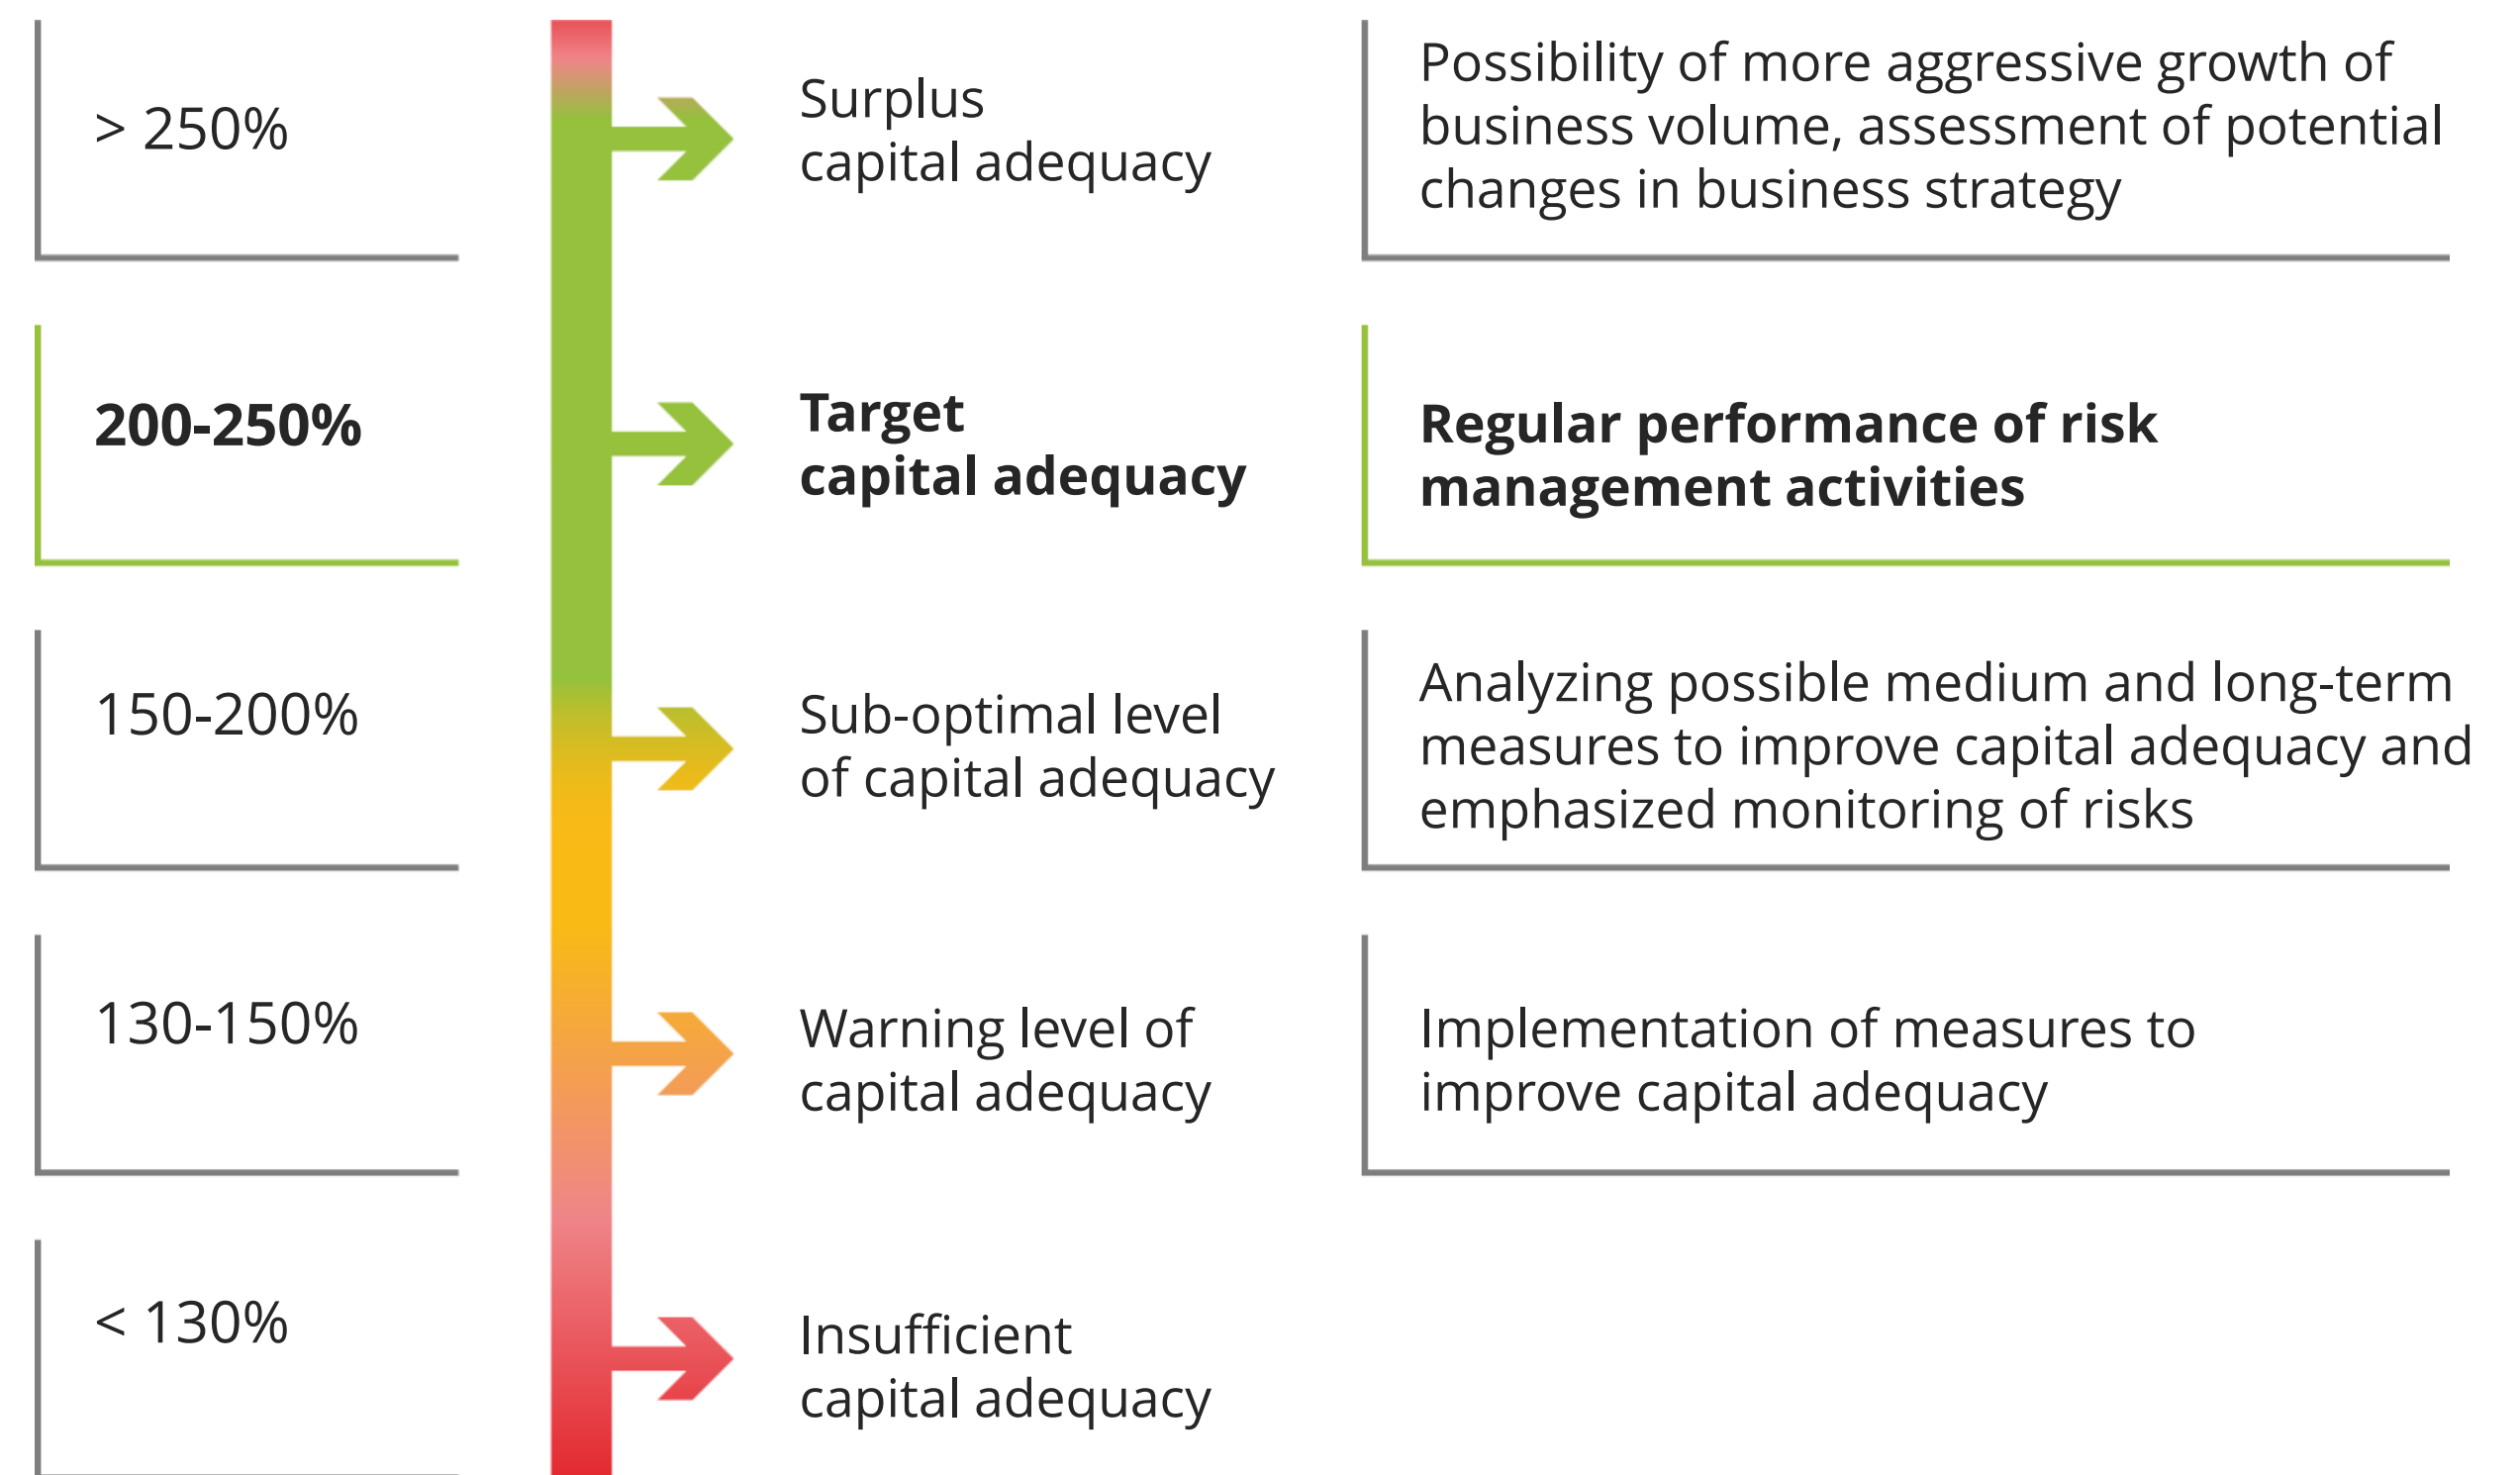 > 250%
Surplus
capital adequacy
Possibility of more aggressive growth of
business volume, assessment of potential
changes in business strategy
200-250%
Target
capital adequacy
Regular performance of risk
management activities
150-200%
Sub-optimal level
of capital adequacy
Analyzing possible medium and long-term
measures to improve capital adequacy and
emphasized monitoring of risks
130-150%
Warning level of
capital adequacy
Implementation of measures to
improve capital adequacy
< 130%
Insufficient
capital adequacy